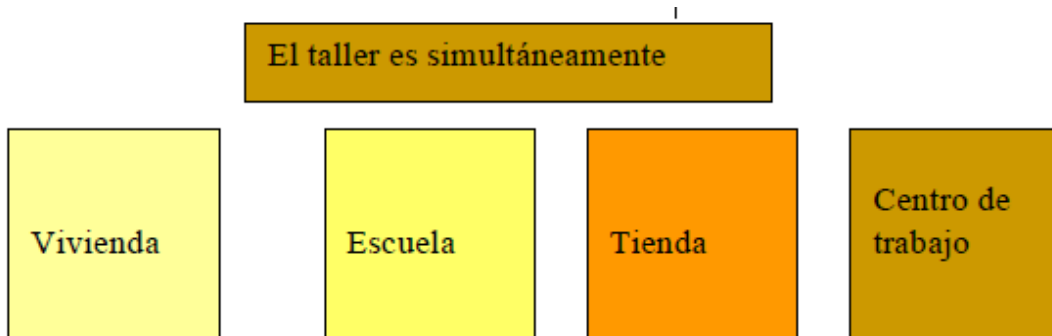 El taller es simultáneamente
Vivienda
Escuela
Tienda
Centro de
trabajo